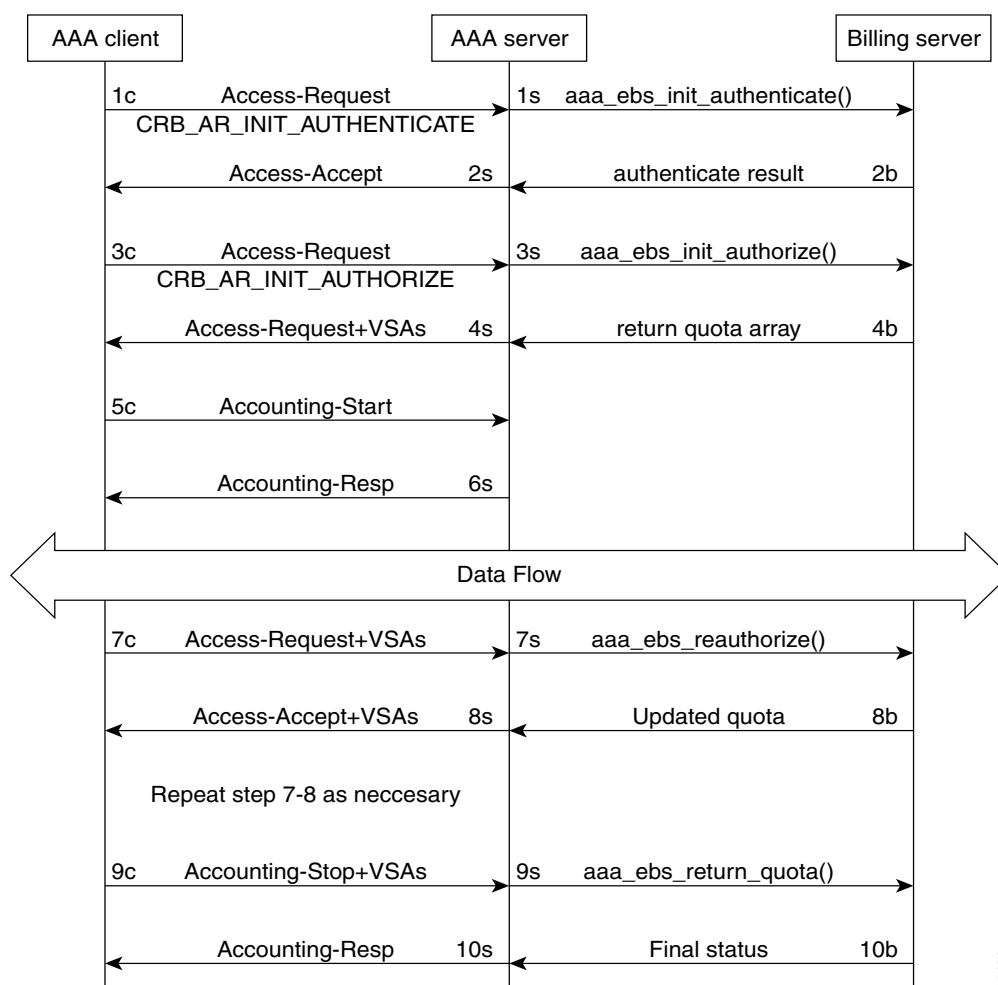 AAA client
AAA server
Billing server
1c Access-Request 1s aaa_ebs_init_authenticate()
CRB_AR_INIT_AUTHENTICATE
Access-Accept 2s authenticate result 2b
3c Access-Request 3s aaa_ebs_init_authorize()
CRB_AR_INIT_AUTHORIZE
Access-Request+VSAs 4s return quota array 4b
5c Accounting-Start
Accounting-Resp 6s
Data Flow
7c Access-Request+VSAs 7s aaa_ebs_reauthorize()
Access-Accept+VSAs 8s Updated quota 8b
Repeat step 7-8 as neccesary
9c Accounting-Stop+VSAs 9s aaa_ebs_return_quota()
Accounting-Resp 10s Final status 10b